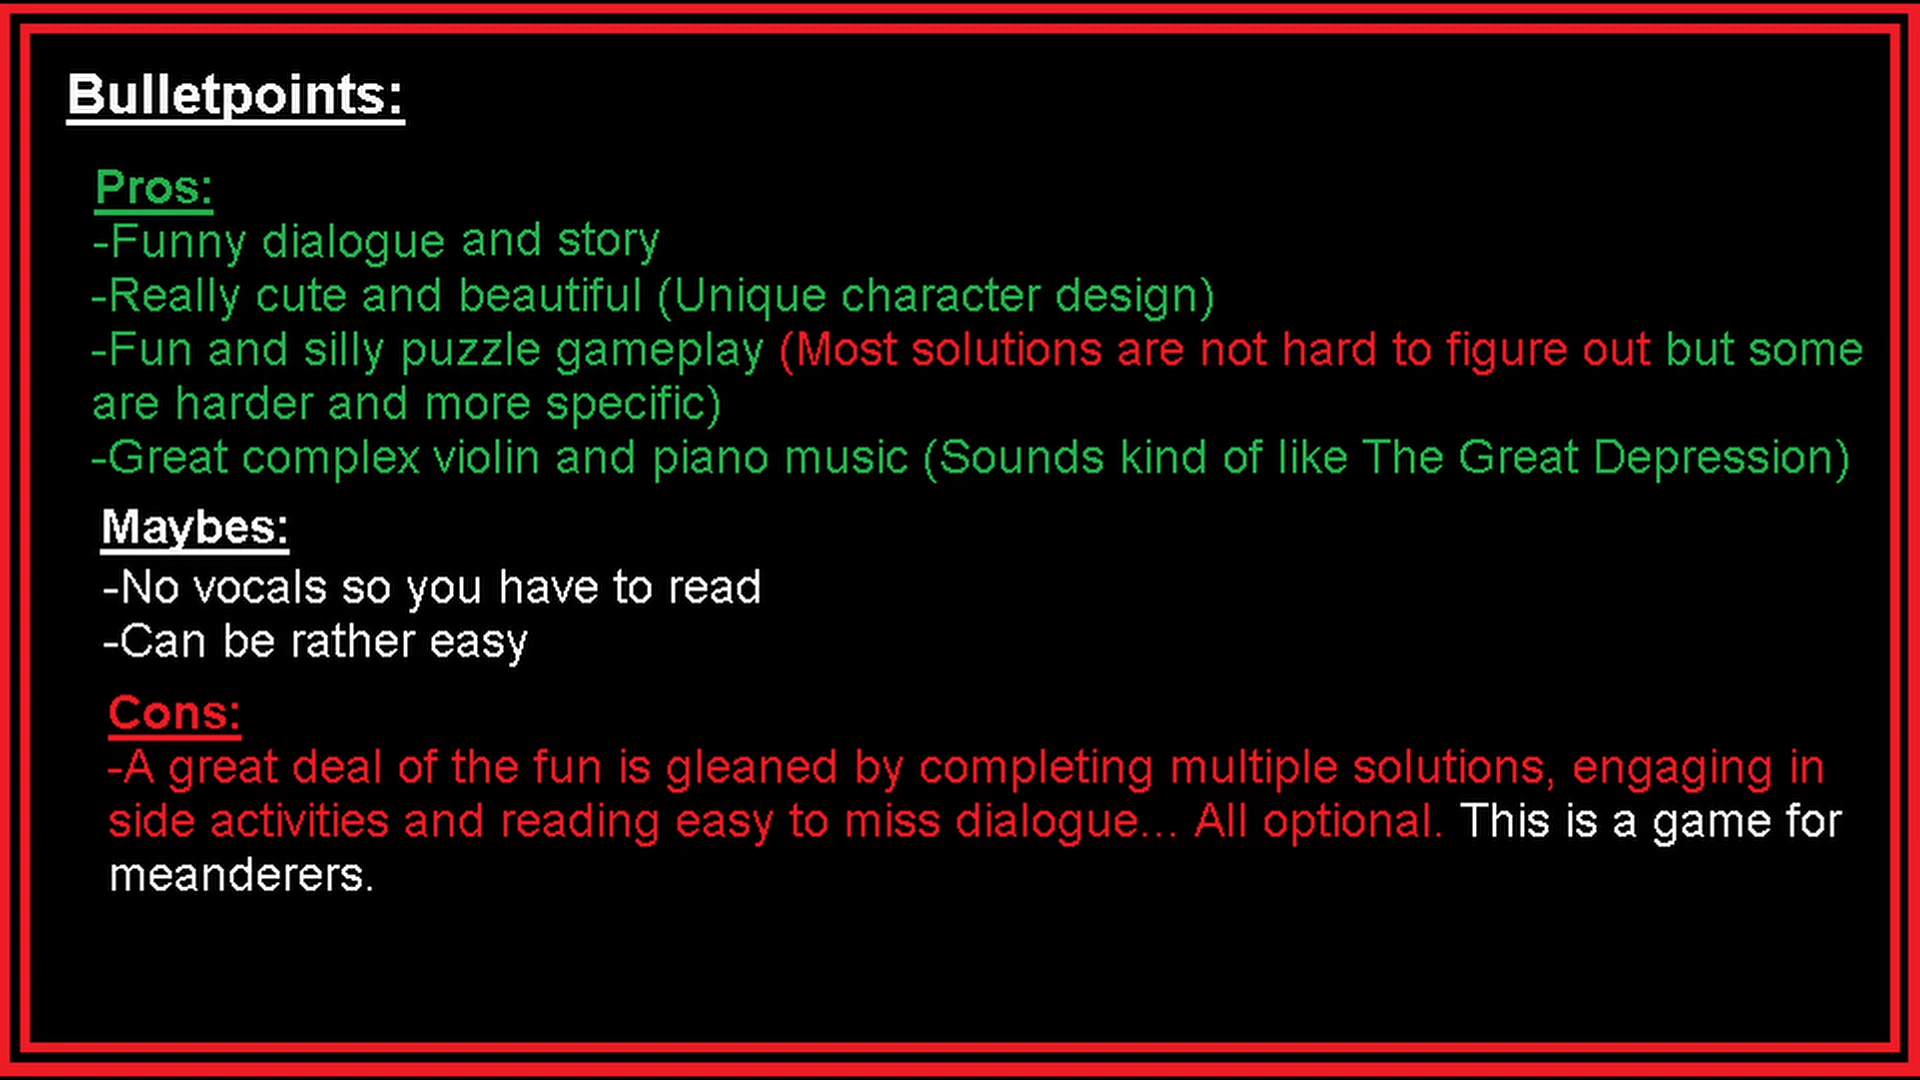 Bulletpoints:
Pros:
-Funny dialogue and story
-Really cute and beautiful (Unique character design)
-Fun and silly puzzle gameplay (Most solutions are not hard to figure out but some
are harder and more specific)
-Great complex violin and piano music (Sounds kind of like The Great Depression)
Maybes:
-No vocals so you have to read
-Can be rather easy
Cons:
-A great deal of the fun is gleaned by completing multiple solutions, engaging in
side activities and reading easy to miss dialogue... All optional. This is a game for
meanderers.